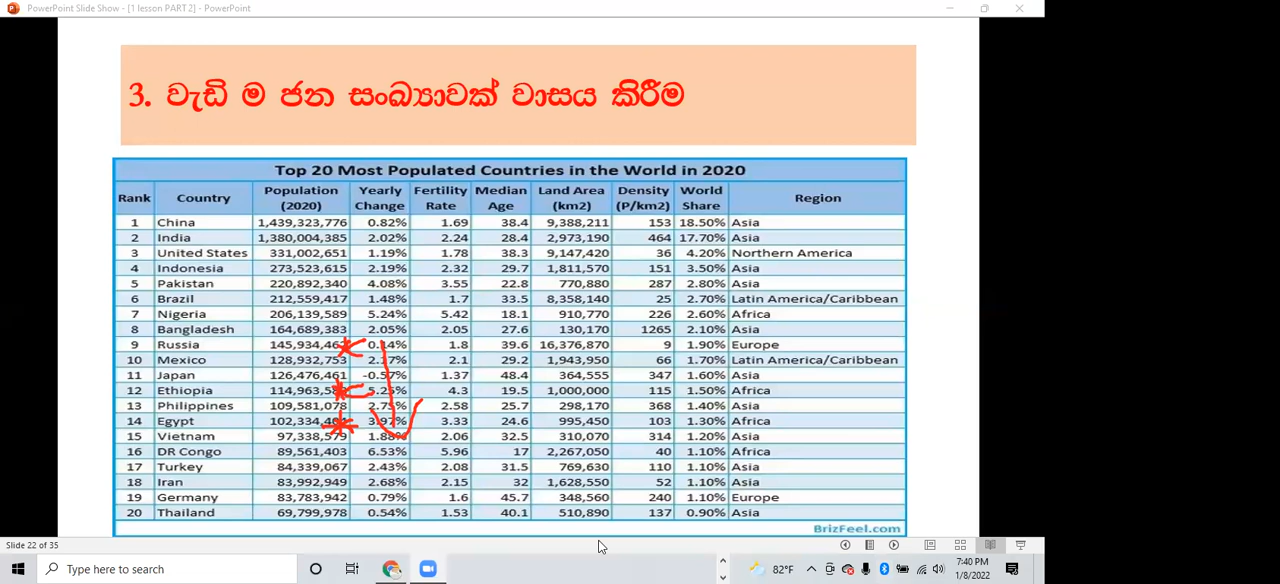 PowerPoint Slide Show - [1 lesson PART 2] - PowerPoint
3. වැඩි ම ජන සංඛ්‍යාවක් වාසය කිරීම
Top 20 Most Populated Countries in the World in 2020
Rank Country Population (2020) Yearly Change Fertility Rate Median Age Land Area (km2) Density (P/km2) World Share Region
1 China 1,439,323,776 0.82% 1.69 38.4 9,388,211 153 18.50% Asia
2 India 1,380,004,385 2.02% 2.24 28.4 2,973,190 464 17.70% Asia
3 United States 331,002,651 1.19% 1.78 38.3 9,147,420 36 4.20% Northern America
4 Indonesia 273,523,615 2.19% 2.32 29.7 1,811,570 151 3.50% Asia
5 Pakistan 220,892,340 4.08% 3.55 22.8 770,880 287 2.80% Asia
6 Brazil 212,559,417 1.48% 1.7 33.5 8,358,140 25 2.70% Latin America/Caribbean
7 Nigeria 206,139,589 5.24% 5.42 18.1 910,770 226 2.60% Africa
8 Bangladesh 164,689,383 2.05% 2.05 27.6 130,170 1265 2.10% Asia
9 Russia 0.14% 1.8 39.6 16,376,870 9 1.90% Europe
10 Mexico 128,932,753 2.17% 2.1 29.2 1,943,950 66 1.70% Latin America/Caribbean
11 Japan 126,476,461 -0.57% 1.37 48.4 364,555 347 1.60% Asia
12 Ethiopia 5.25% 4.3 19.5 1,000,000 115 1.50% Africa
13 Philippines 109,581,078 2.75% 2.58 25.7 298,170 368 1.40% Asia
14 Egypt 3.97% 3.33 24.6 995,450 103 1.30% Africa
15 Vietnam 97,338,579 1.88% 2.06 32.5 310,070 314 1.20% Asia
16 DR Congo 89,561,403 6.53% 5.96 17 2,267,050 40 1.10% Africa
17 Turkey 84,339,067 2.43% 2.08 31.5 769,630 110 1.10% Asia
18 Iran 83,992,949 2.68% 2.15 32 1,628,550 52 1.10% Asia
19 Germany 83,783,942 0.79% 1.6 45.7 348,560 240 1.10% Europe
20 Thailand 69,799,978 0.54% 1.53 40.1 510,890 137 0.90% Asia
BrizFeel.com
Slide 22 of 35
Type here to search
82°F
7:40 PM
1/8/2022